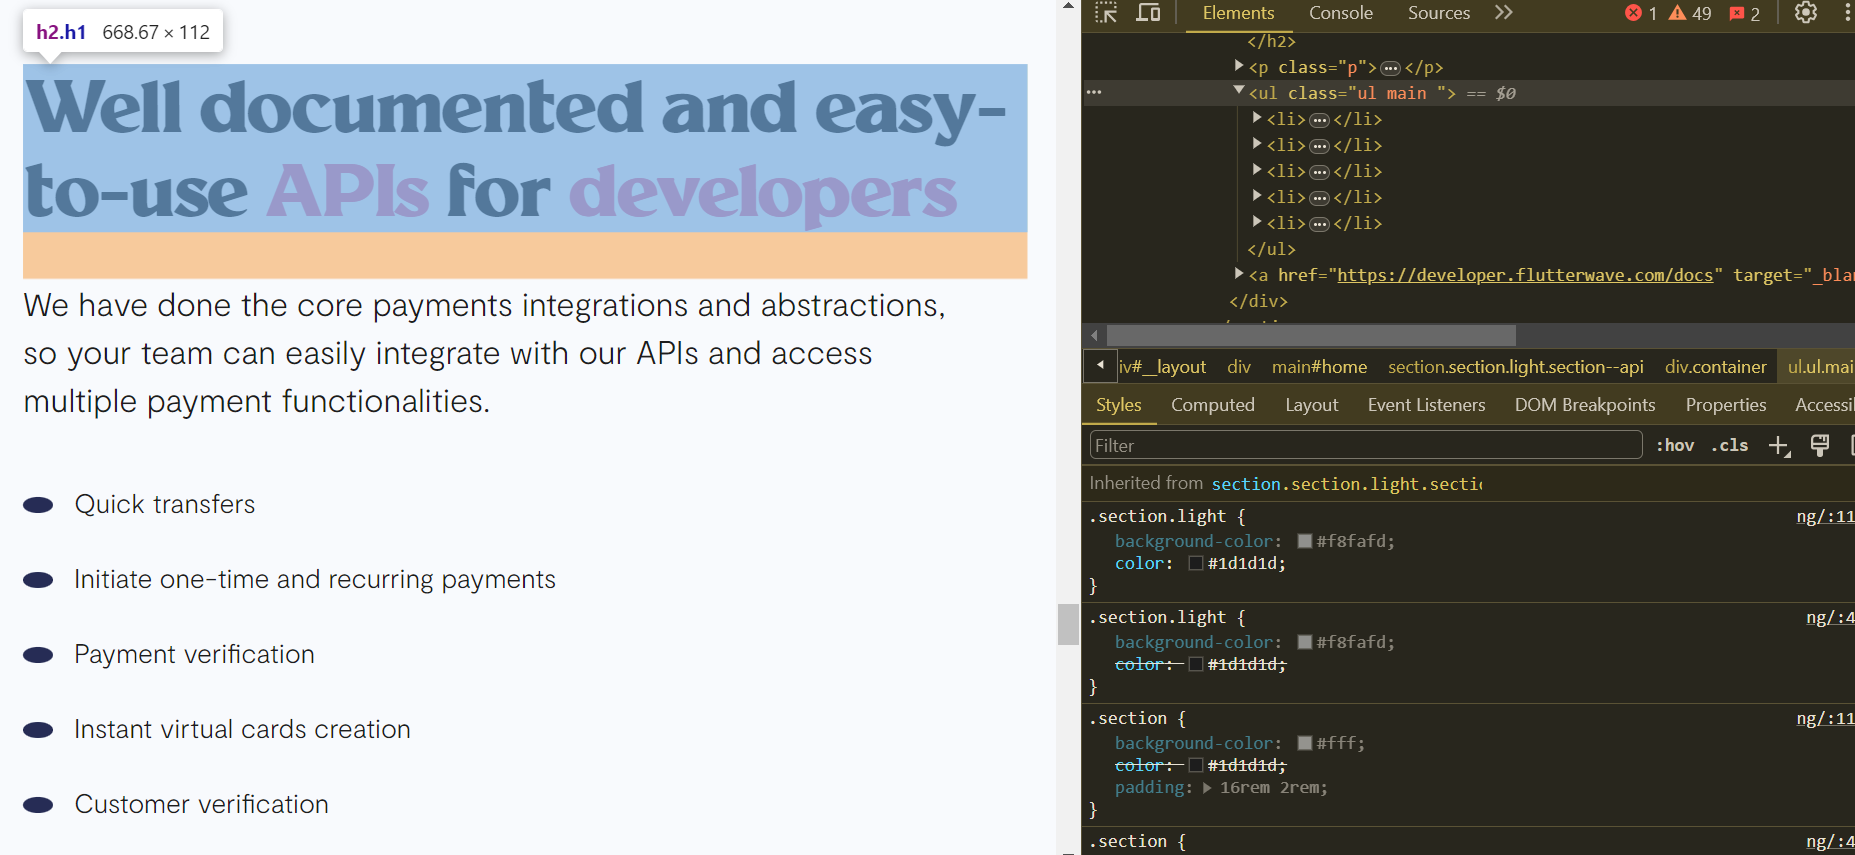 h2.h1 668.67 × 112
Well documented and easy-
to-use APIs for developers
We have done the core payments integrations and abstractions,
so your team can easily integrate with our APIs and access
multiple payment functionalities.
Quick transfers
Initiate one-time and recurring payments
Payment verification
Instant virtual cards creation
Customer verification
Elements Console Sources 1 49 2
</h2>
<p class="p"> </p>
<ul class="ul main "> == $0
<li> </li>
<li> </li>
<li> </li>
<li> </li>
<li> </li>
</ul>
<a href="https://developer.flutterwave.com/docs" target="_bla
</div>
iv#__layout div main#home section.section.light.section--api div.container ul.ul.mai
Styles Computed Layout Event Listeners DOM Breakpoints Properties Accessi
Filter :hov .cls
Inherited from section.section.light.secti
.section.light { ng/:11
background-color: #f8fafd;
color: #1d1d1d;
}
.section.light { ng/:4
background-color: #f8fafd;
color: #1d1d1d;
}
.section { ng/:11
background-color: #fff;
color: #1d1d1d;
padding: 16rem 2rem;
}
.section { ng/:4